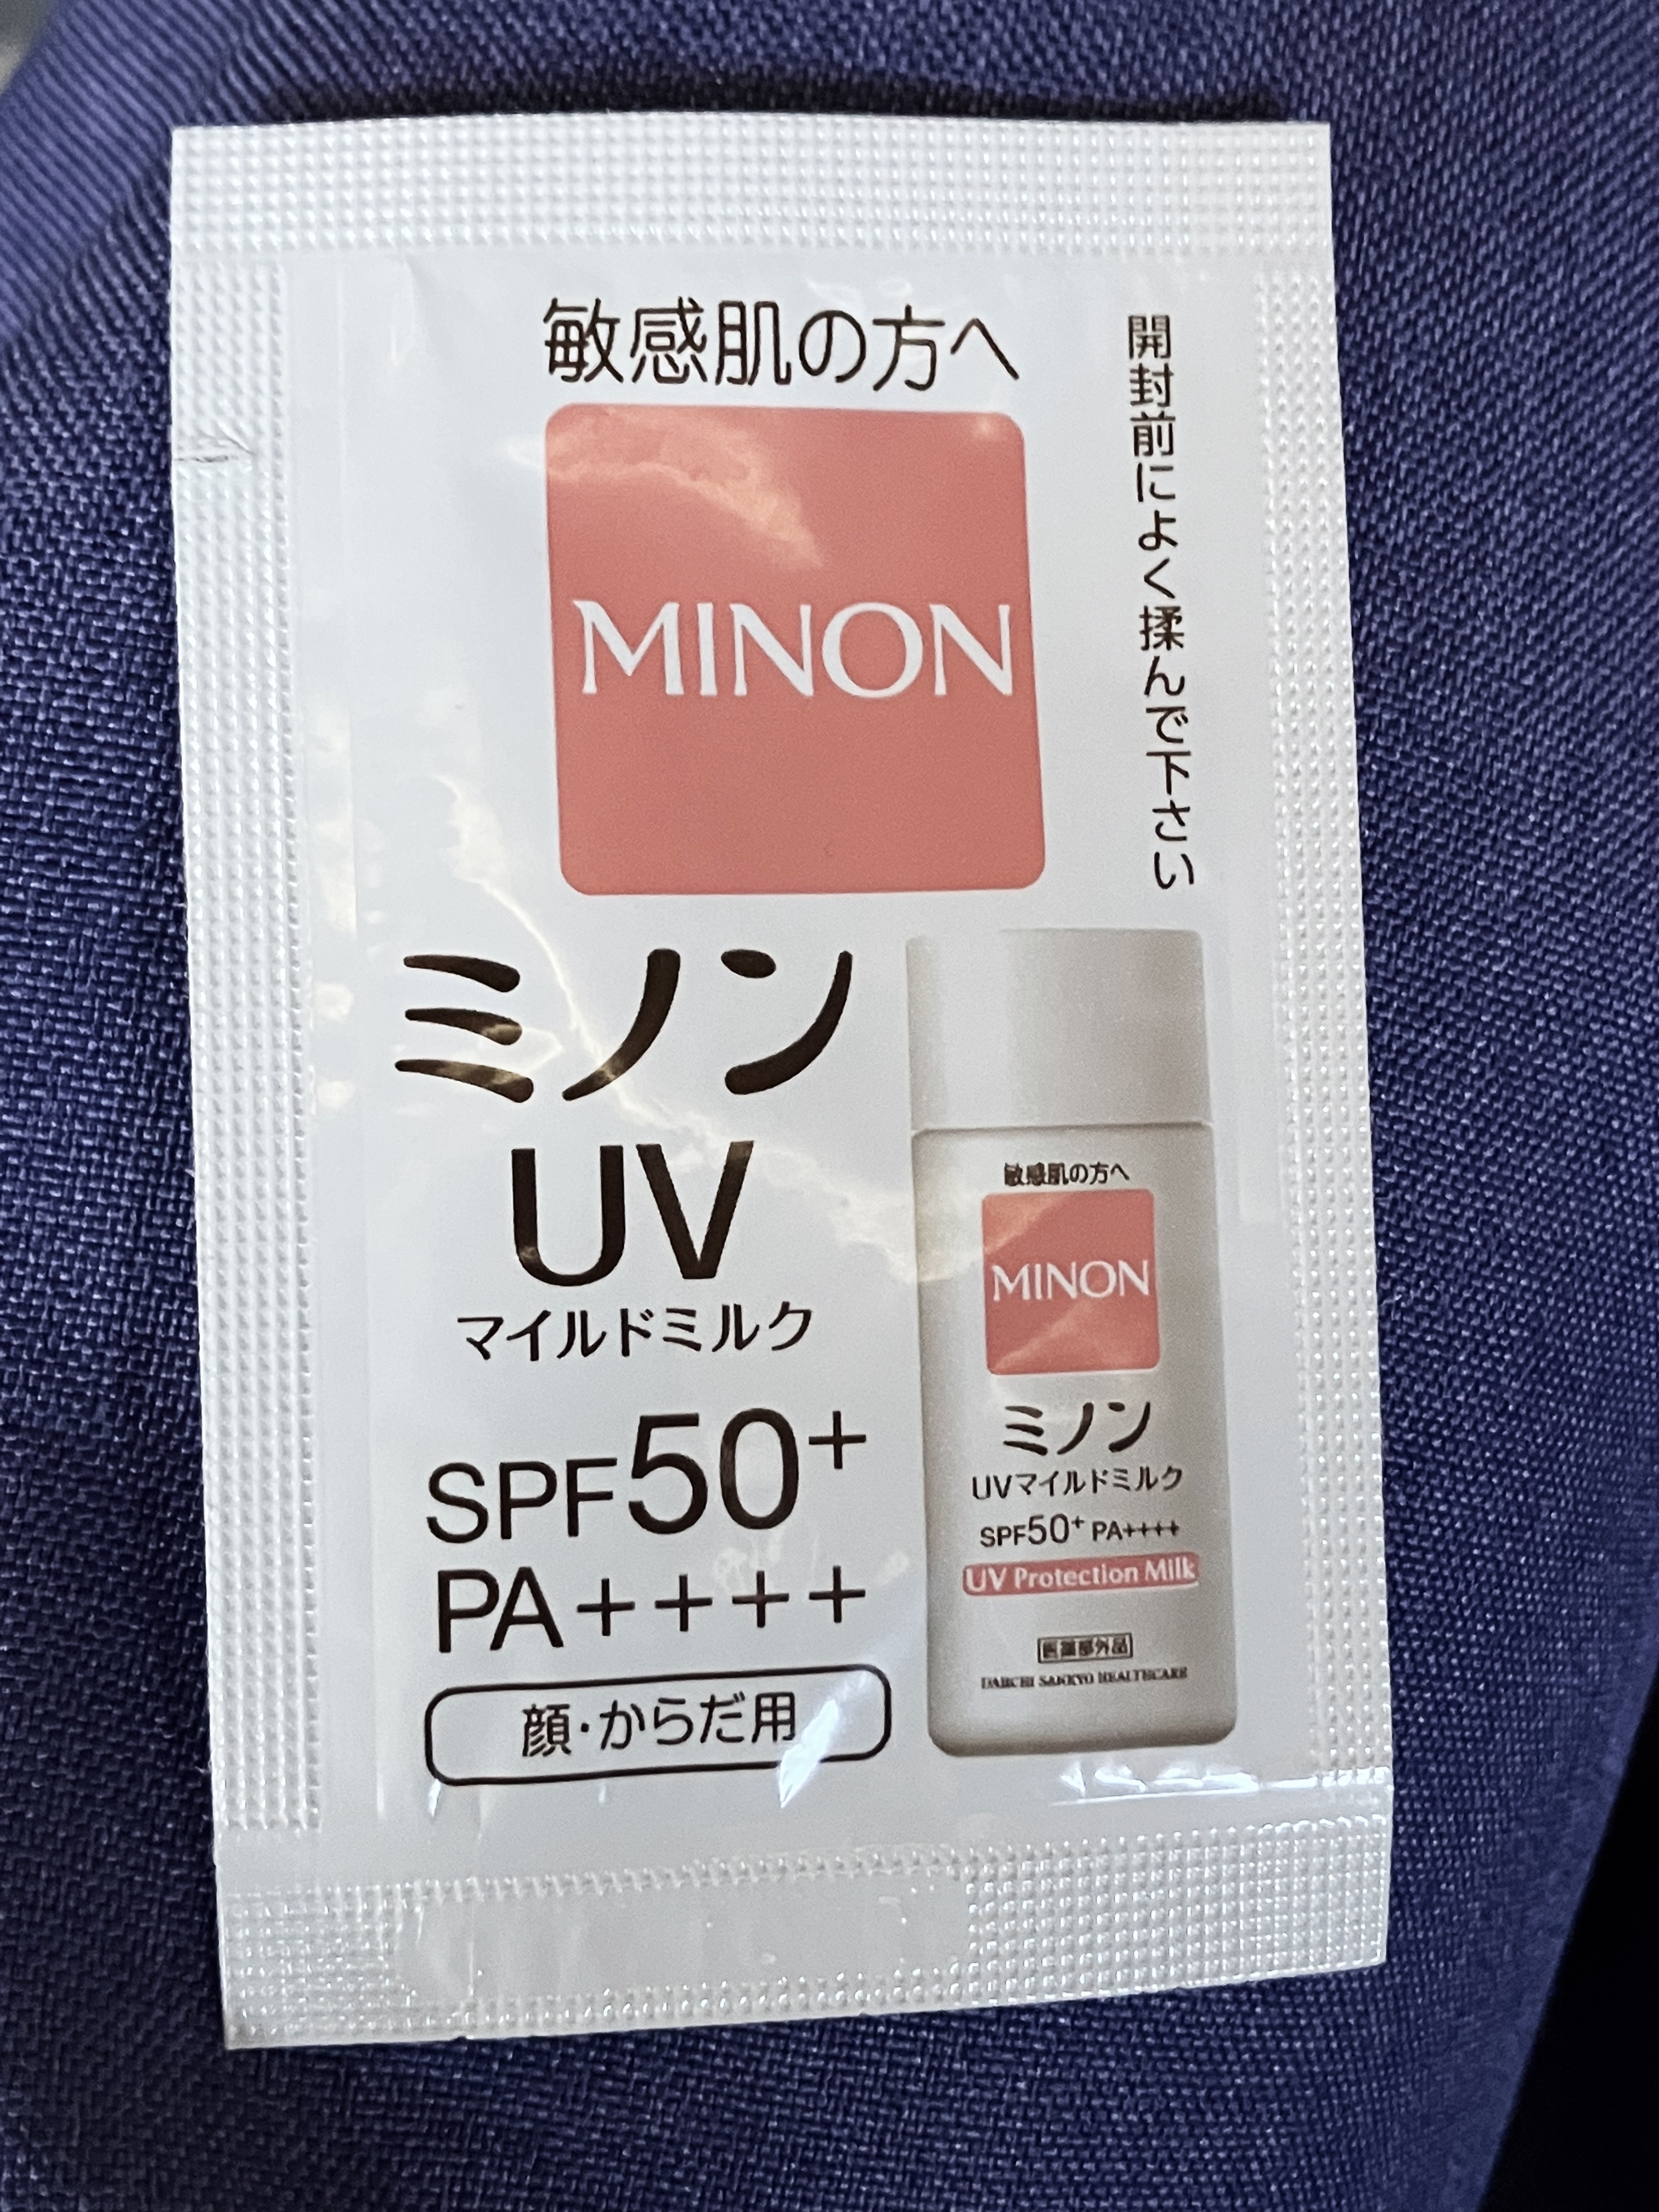 敏感肌の方へ
MINON
開封前によく揉んで下さい
ミノン
UV
マイルドミルク
SPF50+
PA++++
顔・からだ用
敏感肌の方へ
MINON
ミノン
UVマイルドミルク
SPF50+ PA++++
UV Protection Milk
医薬部外品
DAIICHI SANKYO HEALTHCARE